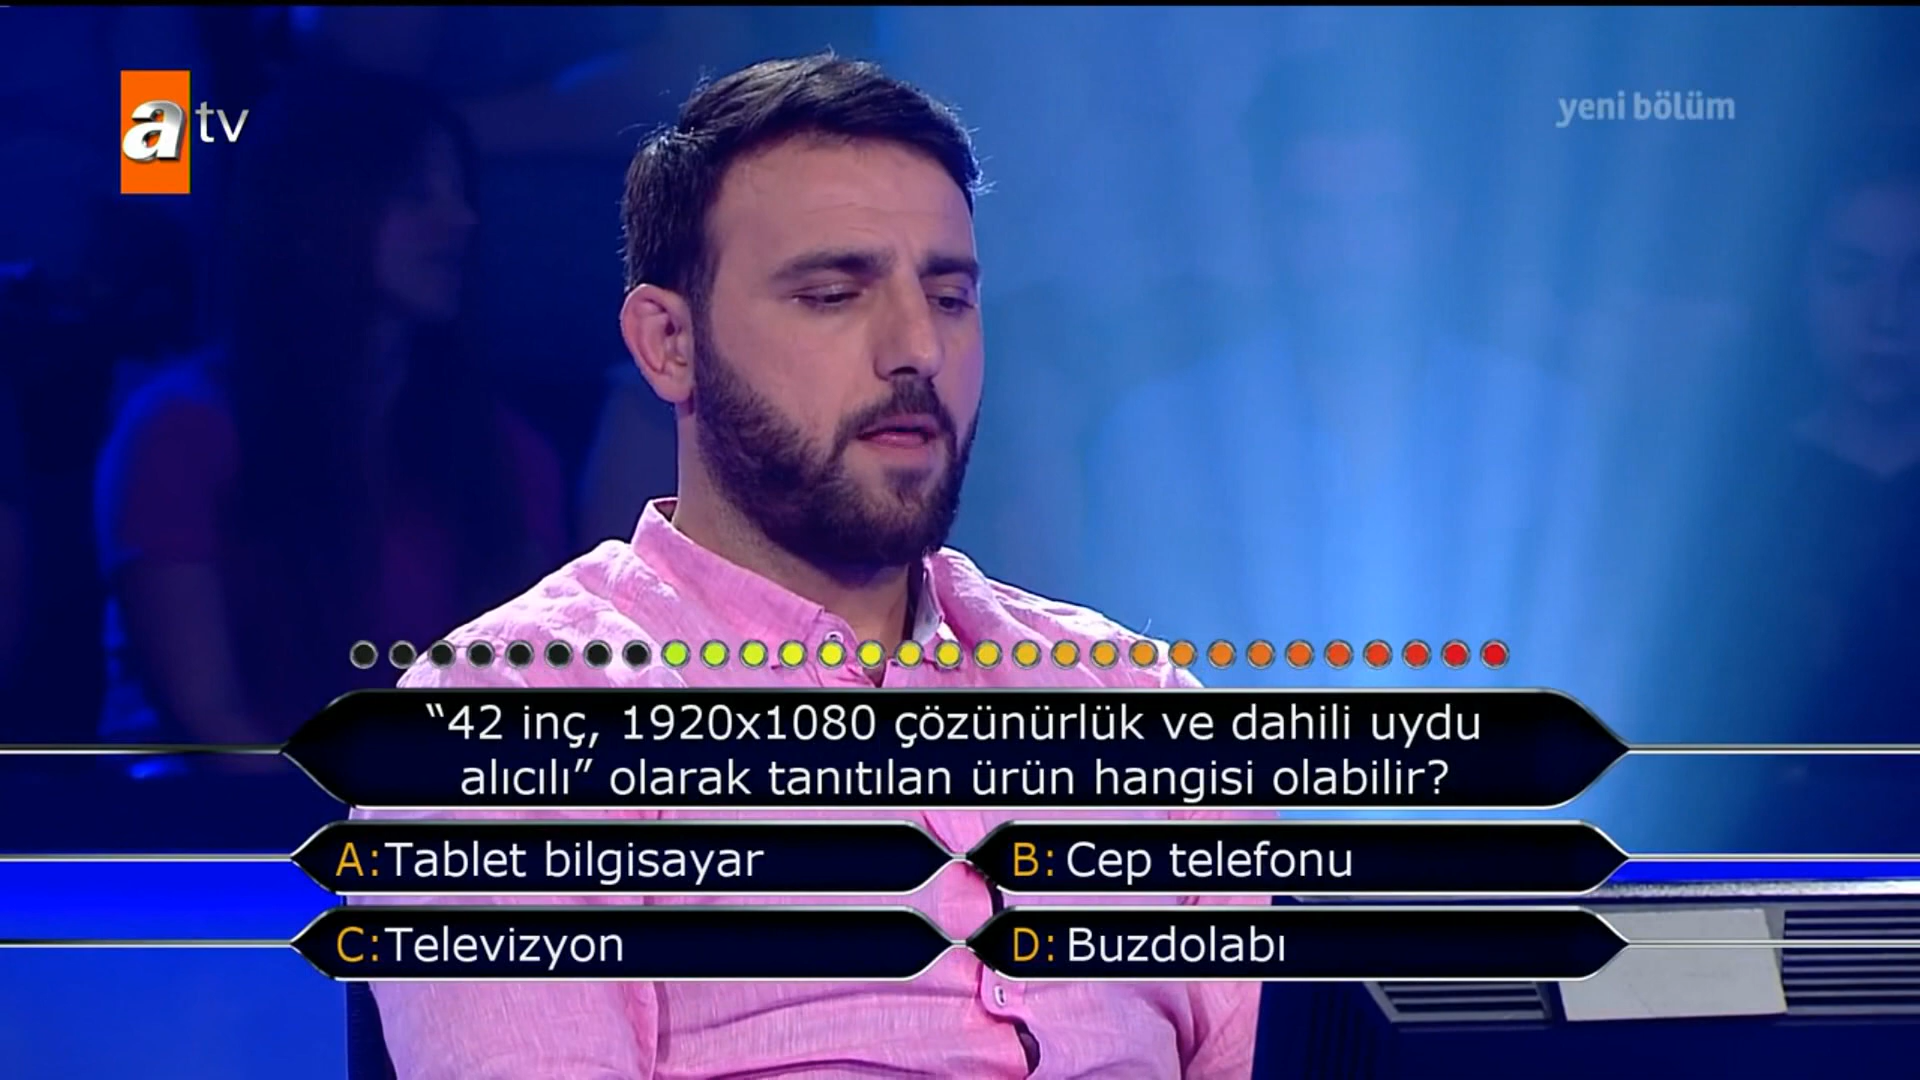 a tv
yeni bölüm
“42 inç, 1920x1080 çözünürlük ve dahili uydu
alıcılı” olarak tanıtılan ürün hangisi olabilir?
A: Tablet bilgisayar
B: Cep telefonu
C: Televizyon
D: Buzdolabı